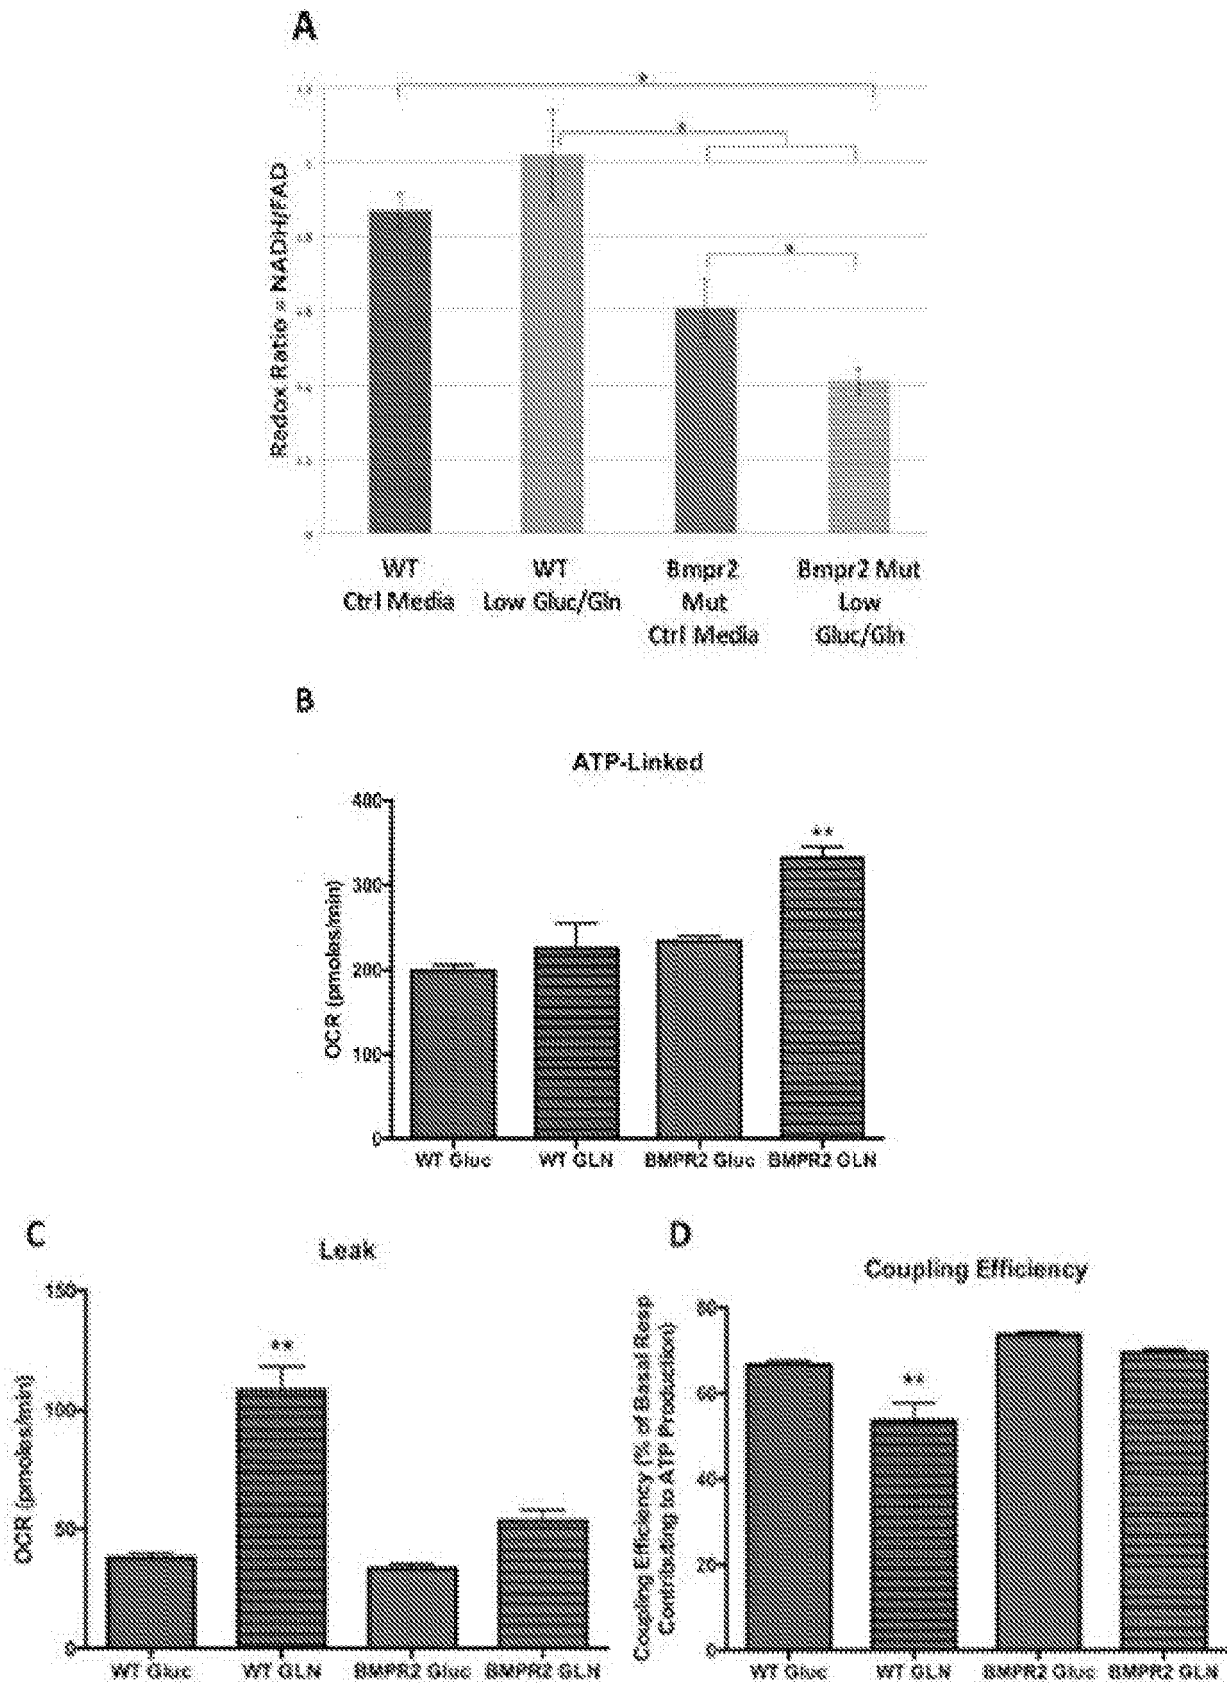 A
Redox Ratio = NADH/FAD
0
WT
Ctrl Media
WT
Low Gluc/Gln
Bmpr2
Mut
Ctrl Media
Bmpr2 Mut
Low
Gluc/Gln
*
*
*
B
ATP-Linked
OCR (pmoles/min)
400
300
200
100
0
**
WT Gluc
WT GLN
BMPR2 Gluc
BMPR2 GLN
C
Leak
OCR (pmoles/min)
150
100
50
0
**
WT Gluc
WT GLN
BMPR2 Gluc
BMPR2 GLN
D
Coupling Efficiency
Coupling Efficiency (% of Basal Resp
Contributing to ATP Production)
80
60
40
20
0
**
WT Gluc
WT GLN
BMPR2 Gluc
BMPR2 GLN